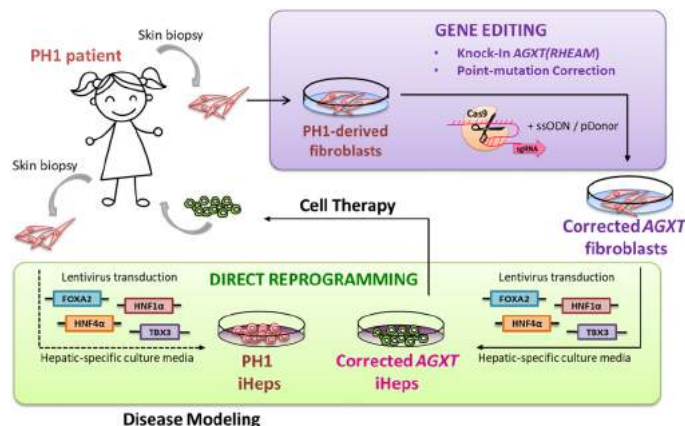 Skin biopsy
PH1 patient
GENE EDITING
• Knock-In AGXT(RHEAM)
• Point-mutation Correction
Cas9
+ ssODN / pDonor
sgRNA
PH1-derived
fibroblasts
Skin biopsy
Cell Therapy
Corrected AGXT
fibroblasts
Lentivirus transduction
FOXA2
HNF1α
HNF4α
TBX3
Hepatic-specific culture media
DIRECT REPROGRAMMING
PH1
iHeps
Corrected AGXT
iHeps
Lentivirus transduction
FOXA2
HNF1α
HNF4α
TBX3
Hepatic-specific culture media
Disease Modeling